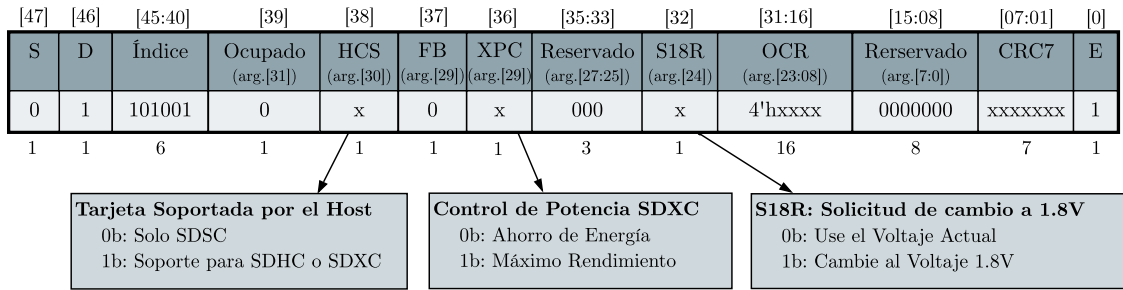 [47] [46] [45:40] [39] [38] [37] [36] [35:33] [32] [31:16] [15:08] [07:01] [0]
S D Índice Ocupado HCS FB XPC Reservado S18R OCR Rerservado CRC7 E
(arg.[31]) (arg.[30]) (arg.[29]) (arg.[29]) (arg.[27:25]) (arg.[24]) (arg.[23:08]) (arg.[7:0])
0 1 101001 0 x 0 x 000 x 4'hxxxx 0000000 xxxxxxx 1
1 1 6 1 1 1 1 3 1 16 8 7 1
Tarjeta Soportada por el Host
0b: Solo SDSC
1b: Soporte para SDHC o SDXC
Control de Potencia SDXC
0b: Ahorro de Energía
1b: Máximo Rendimiento
S18R: Solicitud de cambio a 1.8V
0b: Use el Voltaje Actual
1b: Cambie al Voltaje 1.8V